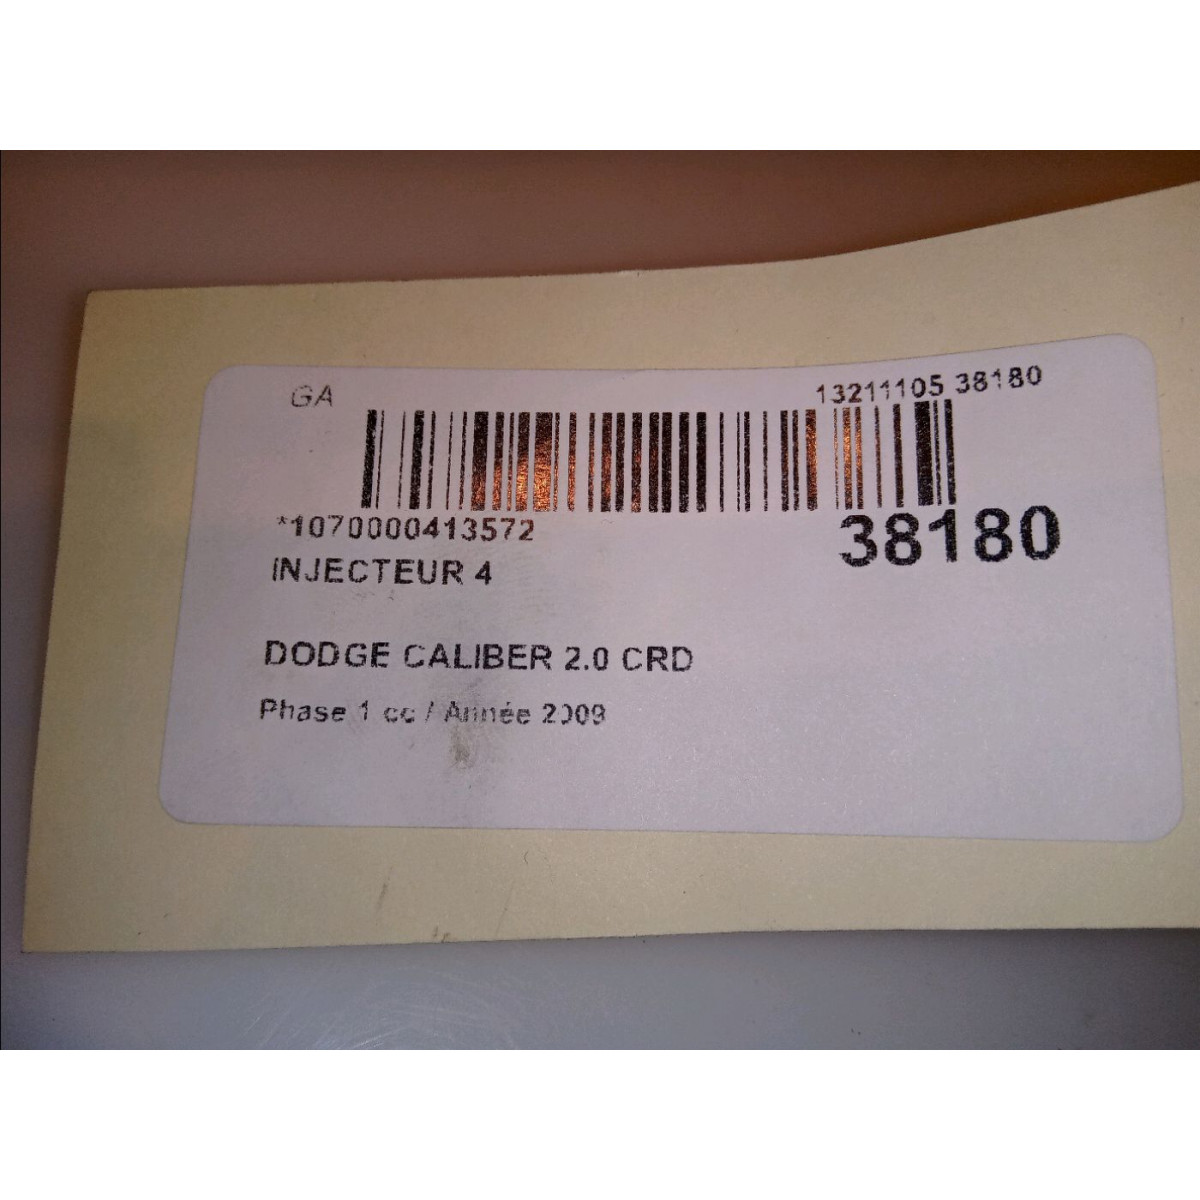 GA 13211105 38180
*1070000413572 38180
INJECTEUR 4
DODGE CALIBER 2.0 CRD
Phase 1 cc / Année 2009